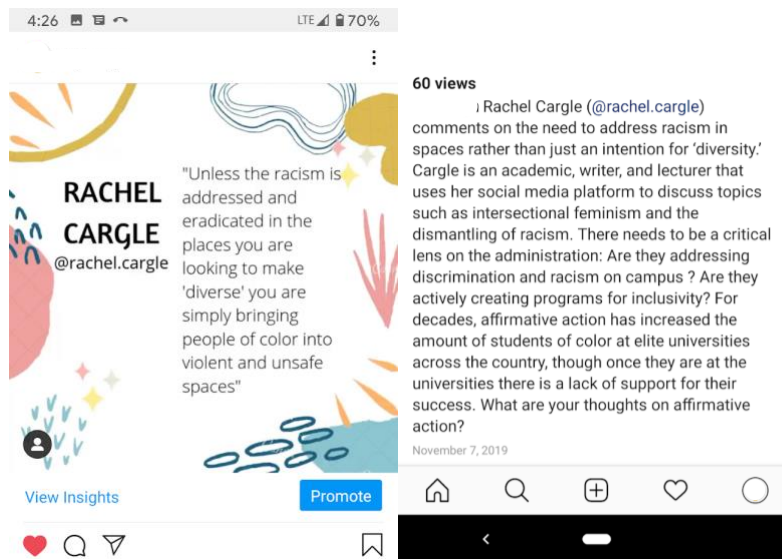 4:26
LTE 70%
RACHEL
CARGLE
@rachel.cargle
"Unless the racism is
addressed and
eradicated in the
places you are
looking to make
'diverse' you are
simply bringing
people of color into
violent and unsafe
spaces"
View Insights
Promote
60 views
Rachel Cargle (@rachel.cargle)
comments on the need to address racism in
spaces rather than just an intention for ‘diversity.’
Cargle is an academic, writer, and lecturer that
uses her social media platform to discuss topics
such as intersectional feminism and the
dismantling of racism. There needs to be a critical
lens on the administration: Are they addressing
discrimination and racism on campus ? Are they
actively creating programs for inclusivity? For
decades, affirmative action has increased the
amount of students of color at elite universities
across the country, though once they are at the
universities there is a lack of support for their
success. What are your thoughts on affirmative
action?
November 7, 2019